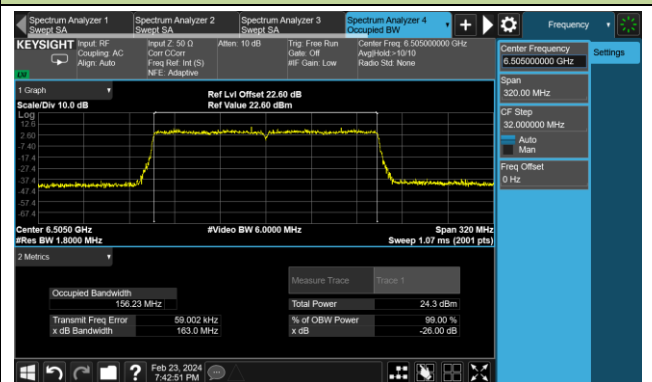 Spectrum Analyzer 1
Swept SA
Spectrum Analyzer 2
Swept SA
Spectrum Analyzer 3
Swept SA
Spectrum Analyzer 4
Occupied BW
Frequency
KEYSIGHT
Input: RF
Coupling: AC
Align: Auto
Input Z: 50 Ω
Corr CCorr
Freq Ref: Int (S)
NFE: Adaptive
Atten: 10 dB
Trig: Free Run
Gate: Off
#IF Gain: Low
Center Freq: 6.505000000 GHz
Avg|Hold:>10/10
Radio Std: None
Center Frequency
6.505000000 GHz
Settings
Span
320.00 MHz
CF Step
32.000000 MHz
Auto
Man
Freq Offset
0 Hz
1 Graph
Scale/Div 10.0 dB
Ref Lvl Offset 22.60 dB
Ref Value 22.60 dBm
Log
12.6
2.60
-7.40
-17.4
-27.4
-37.4
-47.4
-57.4
-67.4
Center 6.5050 GHz
#Res BW 1.8000 MHz
#Video BW 6.0000 MHz
Span 320 MHz
Sweep 1.07 ms (2001 pts)
2 Metrics
Measure Trace
Trace 1
Occupied Bandwidth
156.23 MHz
Total Power
24.3 dBm
Transmit Freq Error
59.002 kHz
% of OBW Power
99.00 %
x dB Bandwidth
163.0 MHz
x dB
-26.00 dB
Feb 23, 2024
7:42:51 PM